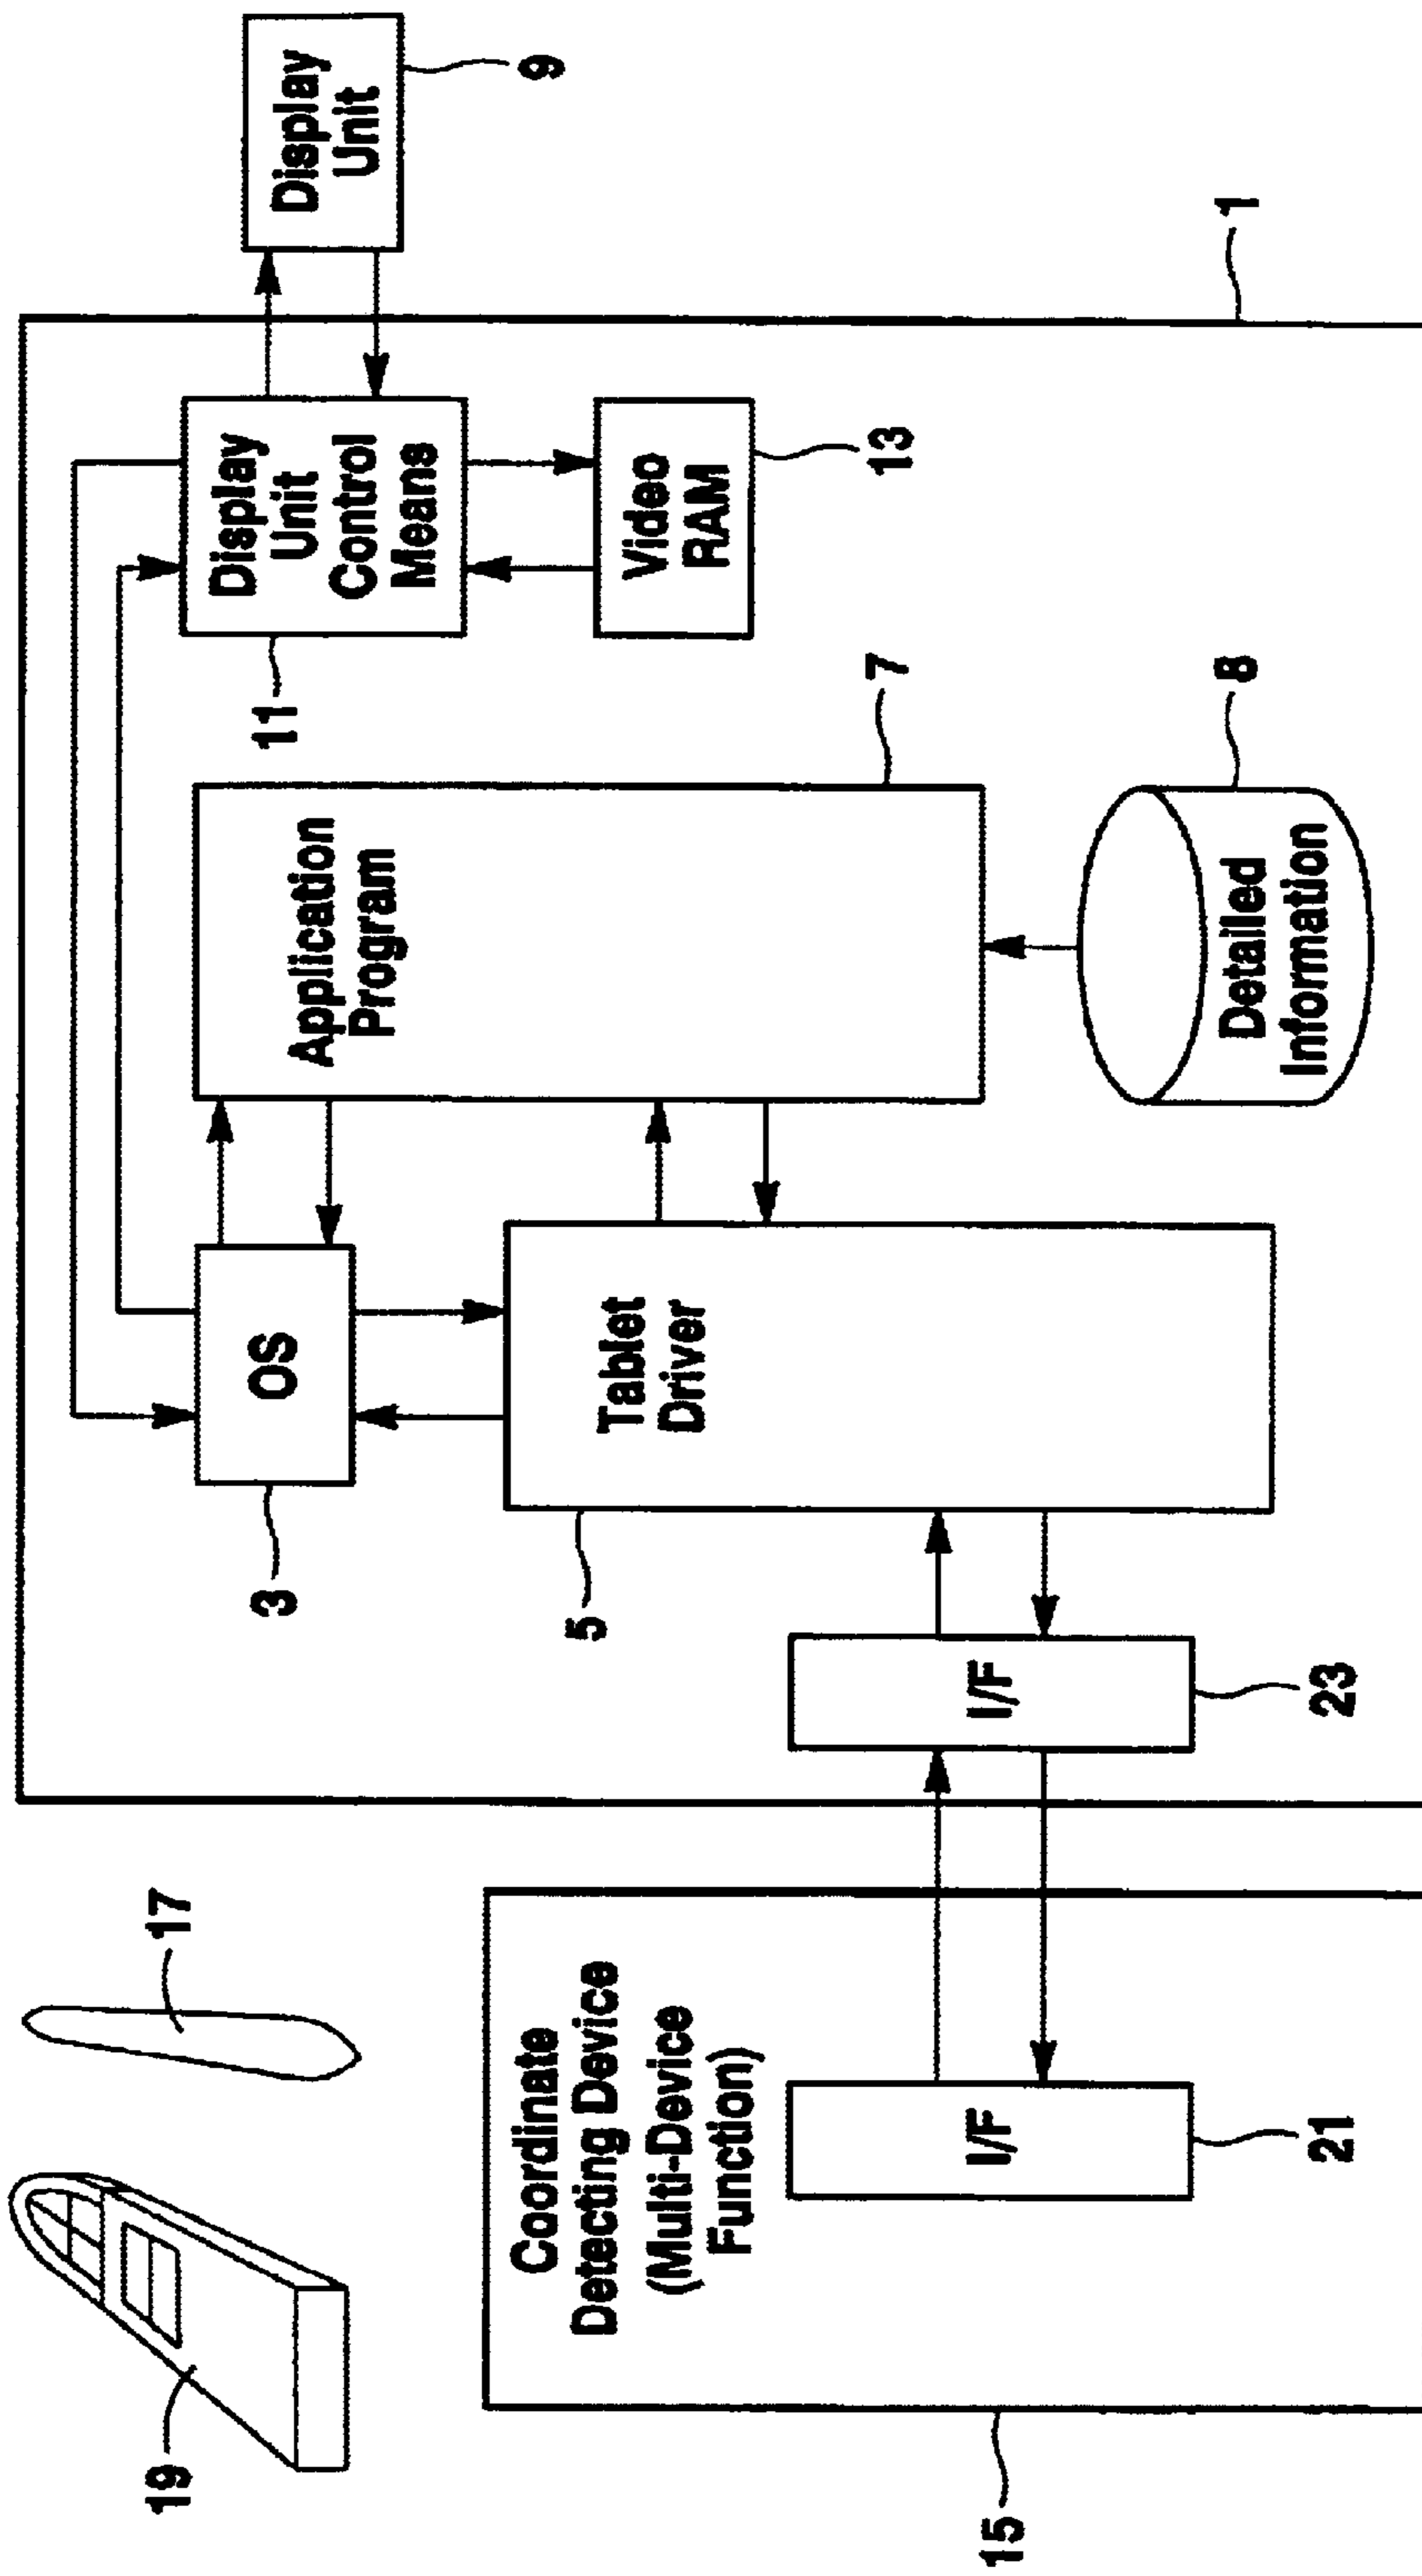 19
17
15
Coordinate
Detecting Device
(Multi-Device
Function)
I/F
21
1
I/F
23
3
OS
5
Tablet
Driver
Application
Program
7
Detailed
Information
8
11
Display
Unit
Control
Means
Video
RAM
13
Display
Unit
9